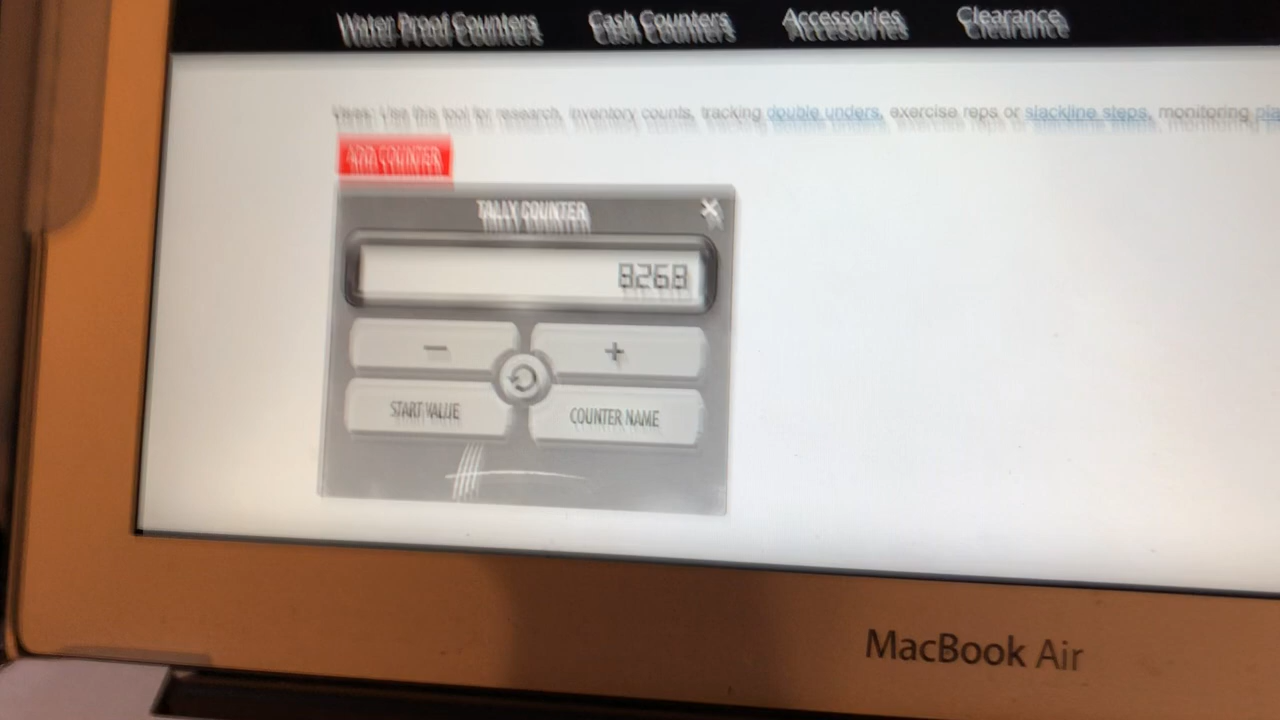 Water Proof Counters Cash Counters Accessories Clearance
Uses: Use this tool for research, inventory counts, tracking double unders, exercise reps or slackline steps, monitoring
ADD COUNTER
TALLY COUNTER
8268
START VALUE
COUNTER NAME
MacBook Air